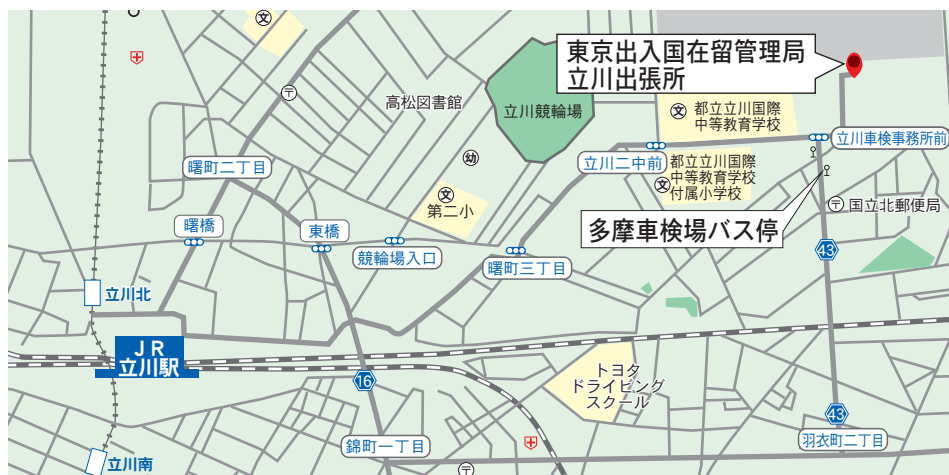 文
東京出入国在留管理局
立川出張所
〒
高松図書館
立川競輪場
文
都立立川国際
中等教育学校
立川車検事務所前
曙町二丁目
幼
立川二中前
文
都立立川国際
中等教育学校
付属小学校
文
第二小
〒
国立北郵便局
曙橋
東橋
競輪場入口
多摩車検場バス停
曙町三丁目
43
立川北
JR
立川駅
トヨタ
ドライビング
スクール
16
43
錦町一丁目
羽衣町二丁目
立川南
〒